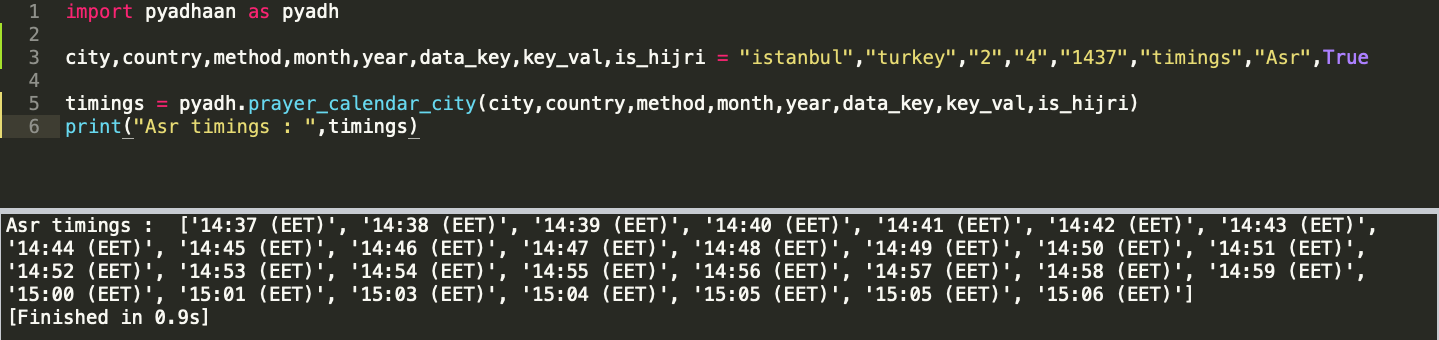 1 import pyadhaan as pyadh
2
3 city,country,method,month,year,data_key,key_val,is_hijri = "istanbul","turkey","2","4","1437","timings","Asr",True
4
5 timings = pyadh.prayer_calendar_city(city,country,method,month,year,data_key,key_val,is_hijri)
6 print("Asr timings : ",timings)
Asr timings :  ['14:37 (EET)', '14:38 (EET)', '14:39 (EET)', '14:40 (EET)', '14:41 (EET)', '14:42 (EET)', '14:43 (EET)',
'14:44 (EET)', '14:45 (EET)', '14:46 (EET)', '14:47 (EET)', '14:48 (EET)', '14:49 (EET)', '14:50 (EET)', '14:51 (EET)',
'14:52 (EET)', '14:53 (EET)', '14:54 (EET)', '14:55 (EET)', '14:56 (EET)', '14:57 (EET)', '14:58 (EET)', '14:59 (EET)',
'15:00 (EET)', '15:01 (EET)', '15:03 (EET)', '15:04 (EET)', '15:05 (EET)', '15:05 (EET)', '15:06 (EET)']
[Finished in 0.9s]